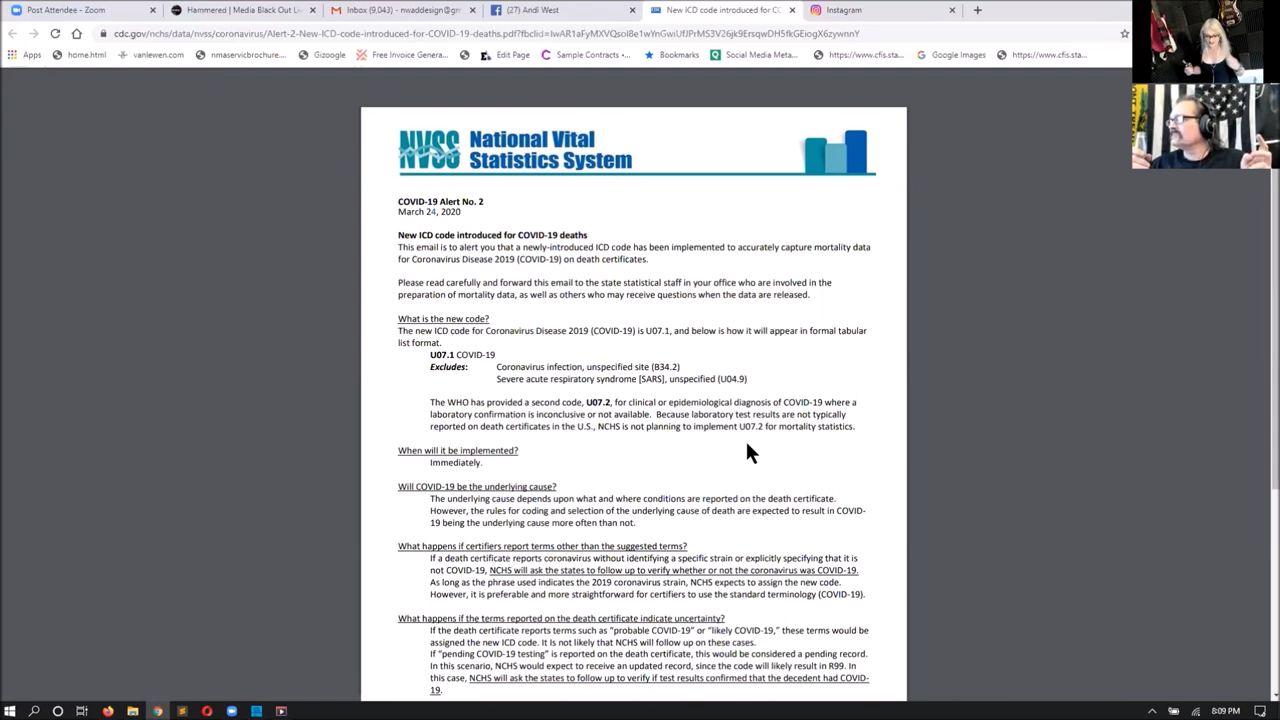 Post Attendee - Zoom
Hammered | Media Black Out Li
Inbox (9,043) - nwaddesign@gm
(27) Andi West
New ICD code introduced for CO
Instagram
cdc.gov/nchs/data/nvss/coronavirus/Alert-2-New-ICD-code-introduced-for-COVID-19-deaths.pdf?fbclid=
Apps
home.html
vanlewen.com
nmaservicbrochure....
Gizoogle
Free Invoice Genera...
Edit Page
Sample Contracts •...
Bookmarks
Social Media Meta...
https://www.cfis.sta...
Google Images
https://www.cfis.sta...
NVSS
National Vital
Statistics System
COVID-19 Alert No. 2
March 24, 2020
New ICD code introduced for COVID-19 deaths
This email is to alert you that a newly-introduced ICD code has been implemented to accurately capture mortality data
for Coronavirus Disease 2019 (COVID-19) on death certificates.
Please read carefully and forward this email to the state statistical staff in your office who are involved in the
preparation of mortality data, as well as others who may receive questions when the data are released.
What is the new code?
The new ICD code for Coronavirus Disease 2019 (COVID-19) is U07.1, and below is how it will appear in formal tabular
list format.
U07.1 COVID-19
Excludes: Coronavirus infection, unspecified site (B34.2)
Severe acute respiratory syndrome [SARS], unspecified (U04.9)
The WHO has provided a second code, U07.2, for clinical or epidemiological diagnosis of COVID-19 where a
laboratory confirmation is inconclusive or not available. Because laboratory test results are not typically
reported on death certificates in the U.S., NCHS is not planning to implement U07.2 for mortality statistics.
When will it be implemented?
Immediately.
Will COVID-19 be the underlying cause?
The underlying cause depends upon what and where conditions are reported on the death certificate.
However, the rules for coding and selection of the underlying cause of death are expected to result in COVID-
19 being the underlying cause more often than not.
What happens if certifiers report terms other than the suggested terms?
If a death certificate reports coronavirus without identifying a specific strain or explicitly specifying that it is
not COVID-19, NCHS will ask the states to follow up to verify whether or not the coronavirus was COVID-19.
As long as the phrase used indicates the 2019 coronavirus strain, NCHS expects to assign the new code.
However, it is preferable and more straightforward for certifiers to use the standard terminology (COVID-19).
What happens if the terms reported on the death certificate indicate uncertainty?
If the death certificate reports terms such as “probable COVID-19” or “likely COVID-19,” these terms would be
assigned the new ICD code. It Is not likely that NCHS will follow up on these cases.
If “pending COVID-19 testing” is reported on the death certificate, this would be considered a pending record.
In this scenario, NCHS would expect to receive an updated record, since the code will likely result in R99. In
this case, NCHS will ask the states to follow up to verify if test results confirmed that the decedent had COVID-
19.
8:09 PM